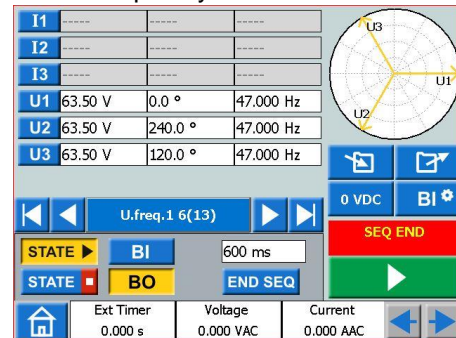 I1 ----- ----- -----
I2 ----- ----- -----
I3 ----- ----- -----
U1 63.50 V 0.0 ° 47.000 Hz
U2 63.50 V 240.0 ° 47.000 Hz
U3 63.50 V 120.0 ° 47.000 Hz
U3
U1
U2
0 VDC BI
U.freq.1 6(13)
SEQ END
STATE BI 600 ms
STATE BO END SEQ
Ext Timer Voltage Current
0.000 s 0.000 VAC 0.000 AAC